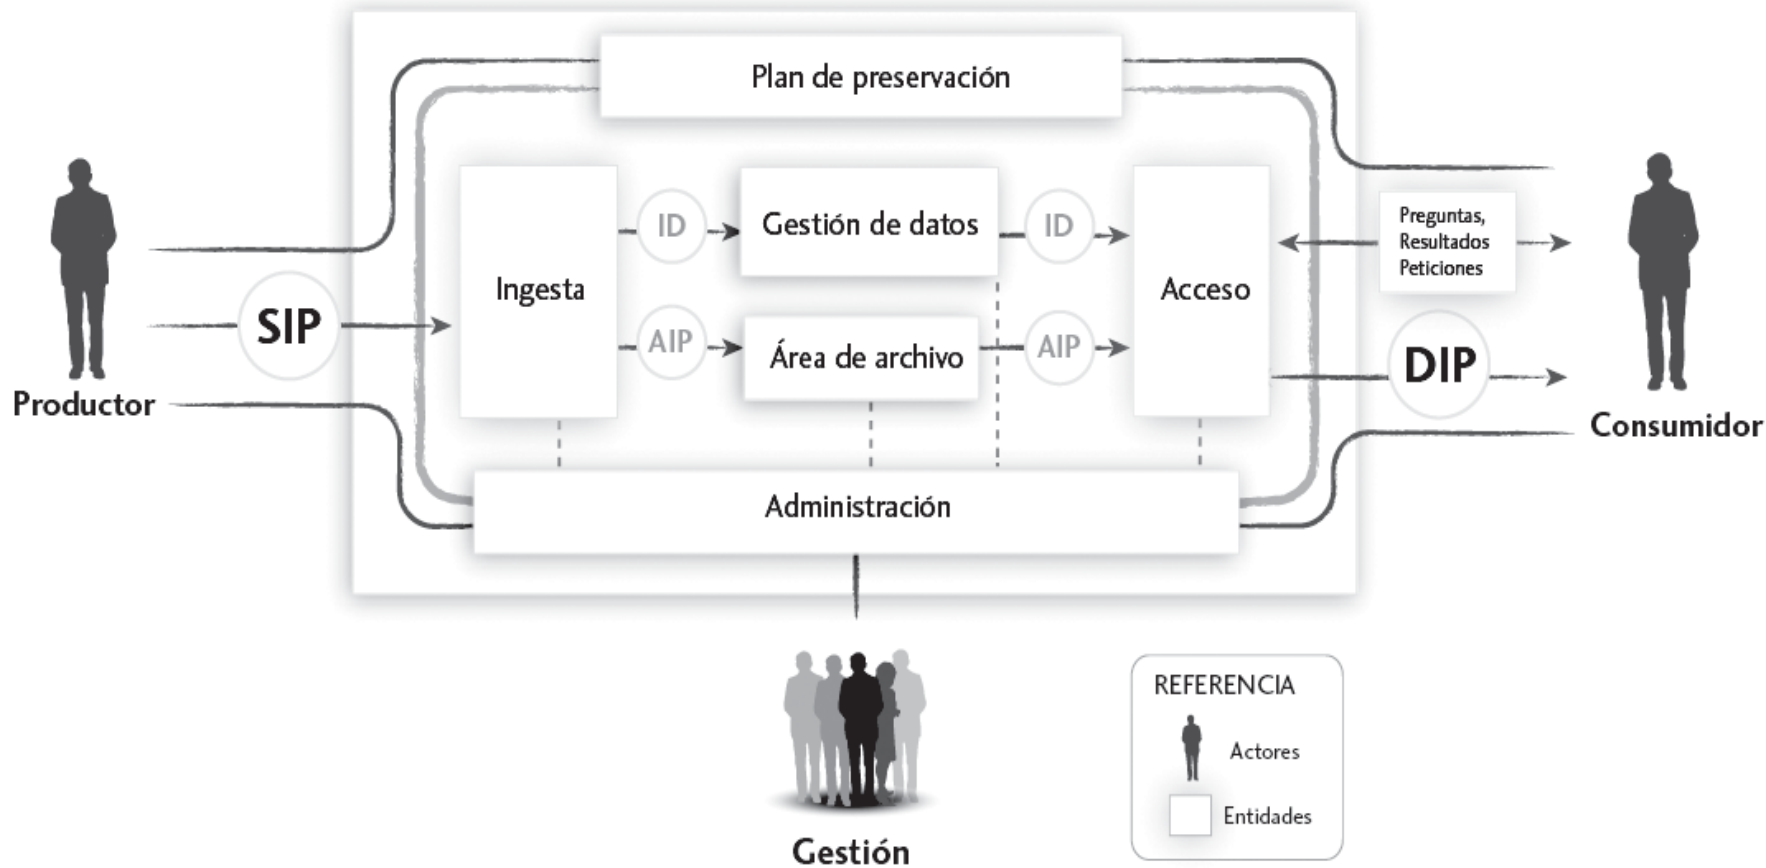 Plan de preservación
Ingesta
ID
Gestión de datos
ID
Acceso
Preguntas,
Resultados
Peticiones
SIP
AIP
Área de archivo
AIP
DIP
Productor
Consumidor
Administración
Gestión
REFERENCIA
Actores
Entidades